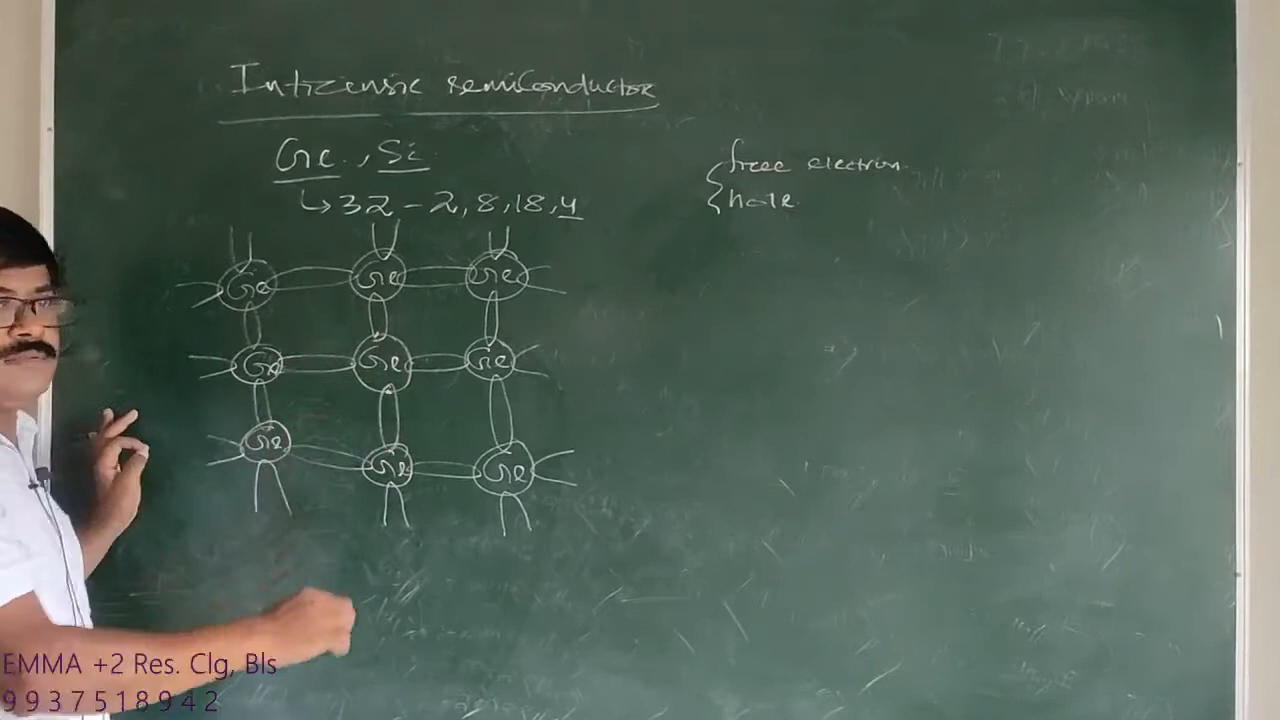 Intrensic semiconductor
Ge, Si
↳ 32 - 2, 8, 18, 4
free electron
hole
Ge Ge Ge
Ge Ge Ge
Ge Ge Ge
EMMA +2 Res. Clg, Bls
9937518942